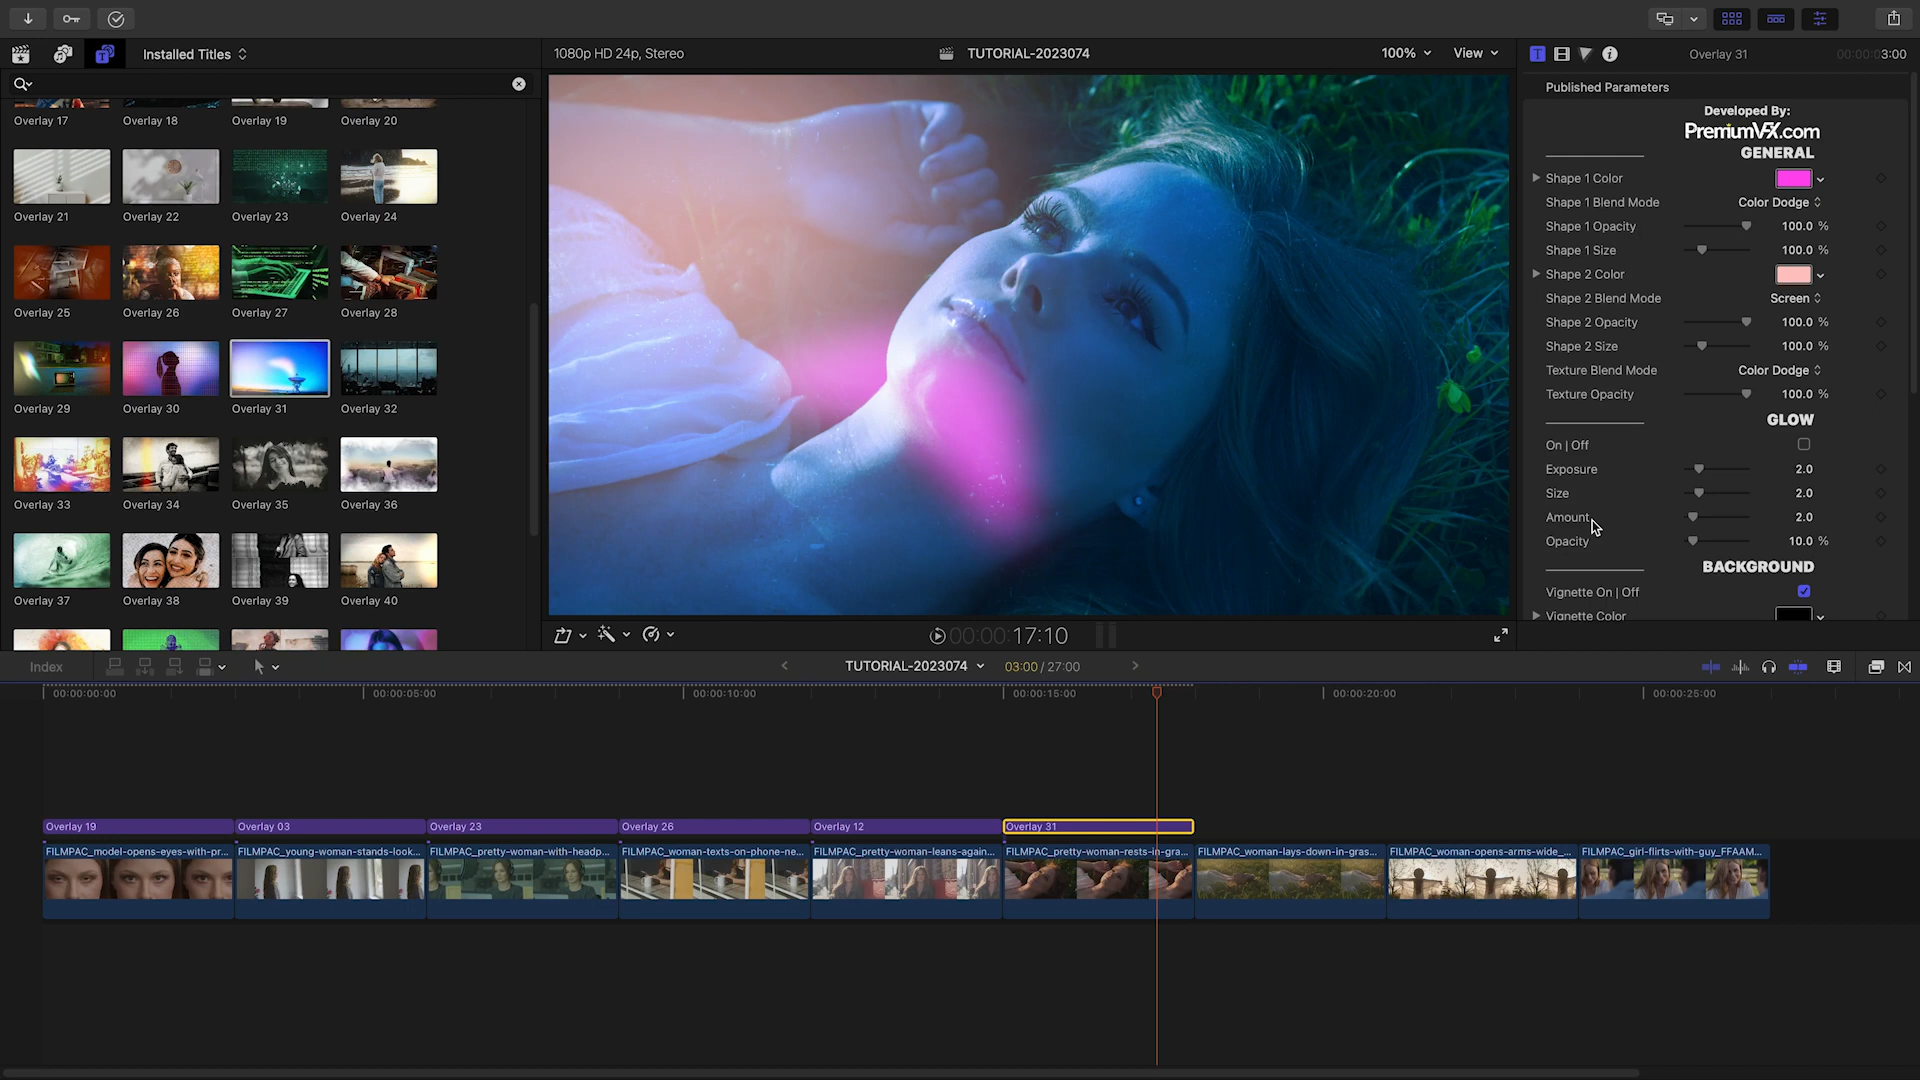 Installed Titles
1080p HD 24p, Stereo
TUTORIAL-2023074
100%
View
Overlay 31
00:00:03:00
Overlay 17
Overlay 18
Overlay 19
Overlay 20
Overlay 21
Overlay 22
Overlay 23
Overlay 24
Overlay 25
Overlay 26
Overlay 27
Overlay 28
Overlay 29
Overlay 30
Overlay 31
Overlay 32
Overlay 33
Overlay 34
Overlay 35
Overlay 36
Overlay 37
Overlay 38
Overlay 39
Overlay 40
Published Parameters
Developed By:
PremiumVFX.com
GENERAL
Shape 1 Color
Shape 1 Blend Mode Color Dodge
Shape 1 Opacity 100.0 %
Shape 1 Size 100.0 %
Shape 2 Color
Shape 2 Blend Mode Screen
Shape 2 Opacity 100.0 %
Shape 2 Size 100.0 %
Texture Blend Mode Color Dodge
Texture Opacity 100.0 %
GLOW
On | Off
Exposure 2.0
Size 2.0
Amount 2.0
Opacity 10.0 %
BACKGROUND
Vignette On | Off
Vignette Color
00:00:17:10
Index
TUTORIAL-2023074
03:00 / 27:00
00:00:00:00
00:00:05:00
00:00:10:00
00:00:15:00
00:00:20:00
00:00:25:00
Overlay 19
Overlay 03
Overlay 23
Overlay 26
Overlay 12
Overlay 31
FILMPAC_model-opens-eyes-with-pr...
FILMPAC_young-woman-stands-look...
FILMPAC_pretty-woman-with-headp...
FILMPAC_woman-texts-on-phone-ne...
FILMPAC_pretty-woman-leans-again...
FILMPAC_pretty-woman-rests-in-gra...
FILMPAC_woman-lays-down-in-gras...
FILMPAC_woman-opens-arms-wide_...
FILMPAC_girl-flirts-with-guy_FFAAM...